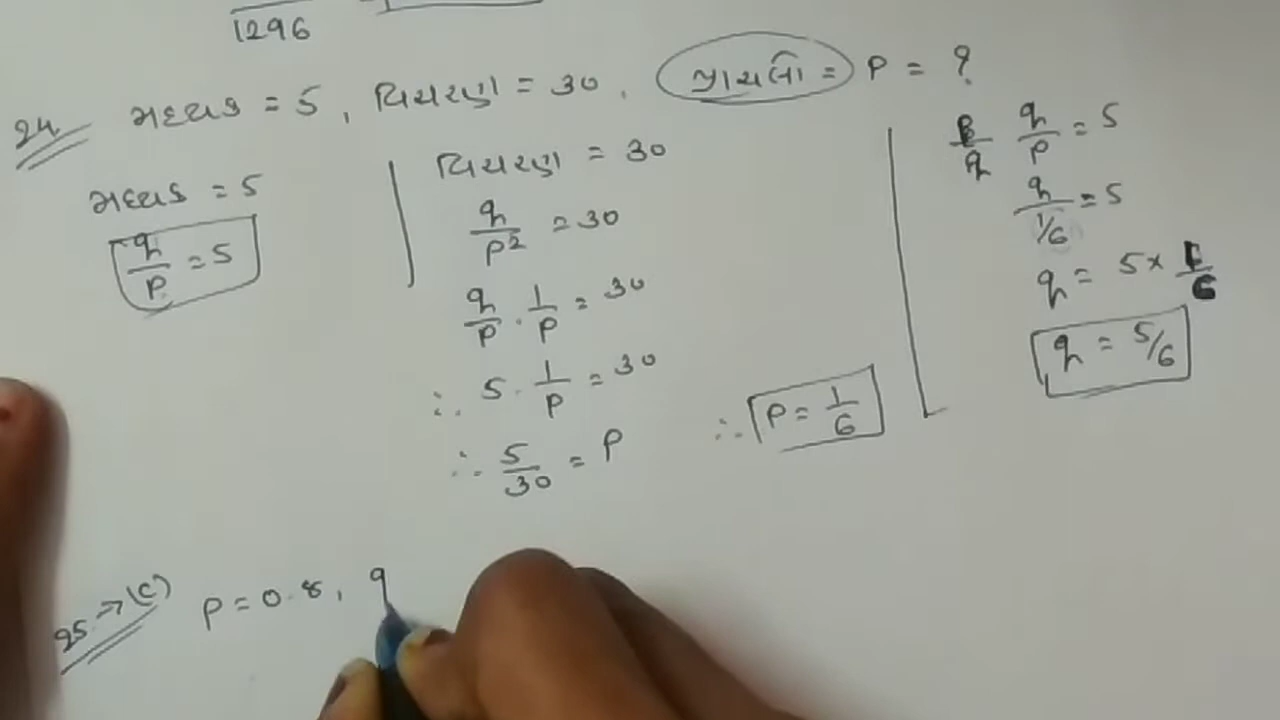 1296
24 મધ્યક = 5, વિચરણ = 30, પ્રાચલો = P = ?
મધ્યક = 5
q/P = 5
વિચરણ = 30
q/P² = 30
q/P · 1/P = 30
∴ 5 · 1/P = 30
∴ 5/30 = P
∴ P = 1/6
P/q q/P = 5
q/1/6 = 5
q = 5 × 1/6
q = 5/6
25 → (C) P = 0.8, q